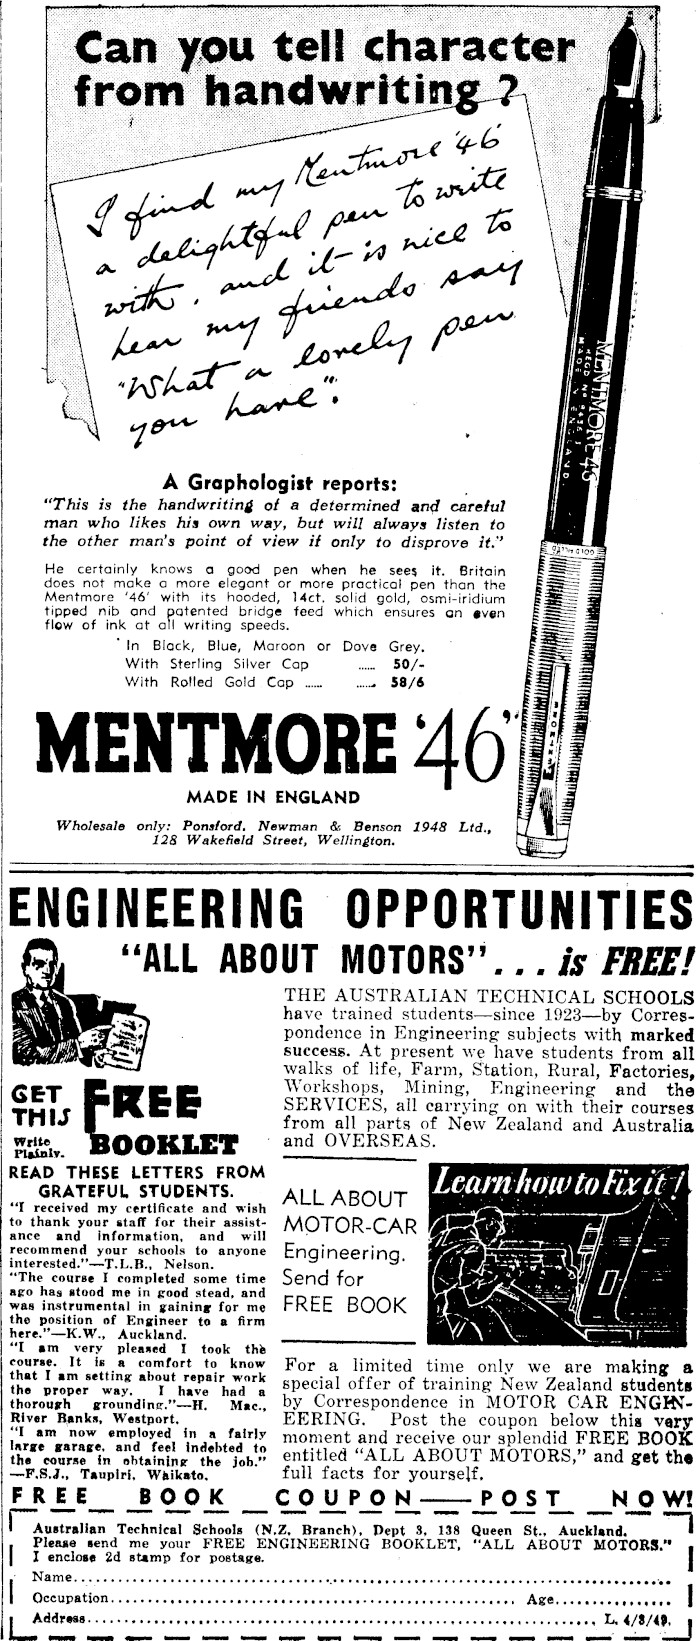 Can you tell character
from handwriting ?
I find my Mentmore '46'
a delightful pen to write
with, and it is nice to
hear my friends say
"What a lovely pen
you have".
MENTMORE 46
MADE IN ENGLAND
A Graphologist reports:
"This is the handwriting of a determined and careful
man who likes his own way, but will always listen to
the other man's point of view if only to disprove it."
He certainly knows a good pen when he sees it. Britain
does not make a more elegant or more practical pen than the
Mentmore '46' with its hooded, 14ct. solid gold, osmi-iridium
tipped nib and patented bridge feed which ensures an even
flow of ink at all writing speeds.
In Black, Blue, Maroon or Dove Grey.
With Sterling Silver Cap ...... 50/-
With Rolled Gold Cap ...... ...... 58/6
MENTMORE '46'
MADE IN ENGLAND
Wholesale only: Ponsford, Newman & Benson 1948 Ltd.,
128 Wakefield Street, Wellington.
ENGINEERING OPPORTUNITIES
"ALL ABOUT MOTORS" ... is FREE!
THE AUSTRALIAN TECHNICAL SCHOOLS
have trained students—since 1923—by Corres-
pondence in Engineering subjects with marked
success. At present we have students from all
walks of life, Farm, Station, Rural, Factories,
Workshops, Mining, Engineering and the
SERVICES, all carrying on with their courses
from all parts of New Zealand and Australia
and OVERSEAS.
GET
THIS
FREE
Write
Plainly.
BOOKLET
READ THESE LETTERS FROM
GRATEFUL STUDENTS.
"I received my certificate and wish
to thank your staff for their assist-
ance and information, and will
recommend your schools to anyone
interested."—T.L.B., Nelson.
"The course I completed some time
ago has stood me in good stead, and
was instrumental in gaining for me
the position of Engineer to a firm
here."—K.W., Auckland.
"I am very pleased I took the
course. It is a comfort to know
that I am setting about repair work
the proper way. I have had a
thorough grounding."—H. Mac.,
River Banks, Westport.
"I am now employed in a fairly
large garage, and feel indebted to
the course in obtaining the job."
—F.S.J., Taupiri, Waikato.
ALL ABOUT
MOTOR-CAR
Engineering.
Send for
FREE BOOK
Learn how to Fix it!
For a limited time only we are making a
special offer of training New Zealand students
by Correspondence in MOTOR CAR ENGIN-
EERING. Post the coupon below this very
moment and receive our splendid FREE BOOK
entitled "ALL ABOUT MOTORS," and get the
full facts for yourself.
FREE BOOK COUPON——POST NOW!
Australian Technical Schools (N.Z. Branch), Dept 3, 138 Queen St., Auckland.
Please send me your FREE ENGINEERING BOOKLET, "ALL ABOUT MOTORS."
I enclose 2d stamp for postage.
Name..........
Occupation.......... Age..........
Address.......... L. 4/3/49.